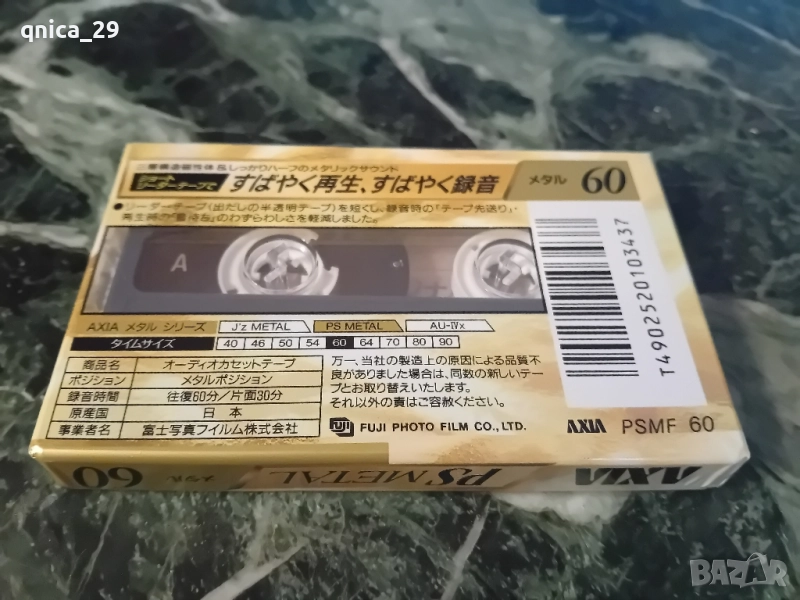 qnica_29
二層構造磁性体&しっかりハーフのメタリックサウンド
ショート
リーダーテープで
すばやく再生、すばやく録音
メタル 60
●リーダーテープ(出だしの半透明テープ)を短くし、録音時の「テープ先送り」・
再生時の「音待ち」のわずらわしさを軽減しました。
A
T4902520103437
AXIA メタル シリーズ J'z METAL PS METAL AU-IVx
タイムサイズ 40 46 50 54 60 64 70 80 90
商品名 オーディオカセットテープ
ポジション メタルポジション
録音時間 往復60分/片面30分
原産国 日本
事業者名 富士写真フイルム株式会社
万一、当社の製造上の原因による品質不
良がありました場合は、同数の新しいテー
プとお取り替えいたします。
それ以外の責はご容赦ください。
FUJI FUJI PHOTO FILM CO., LTD.
AXIA PSMF 60
60 メタル PS METAL AXIA
BAZAR